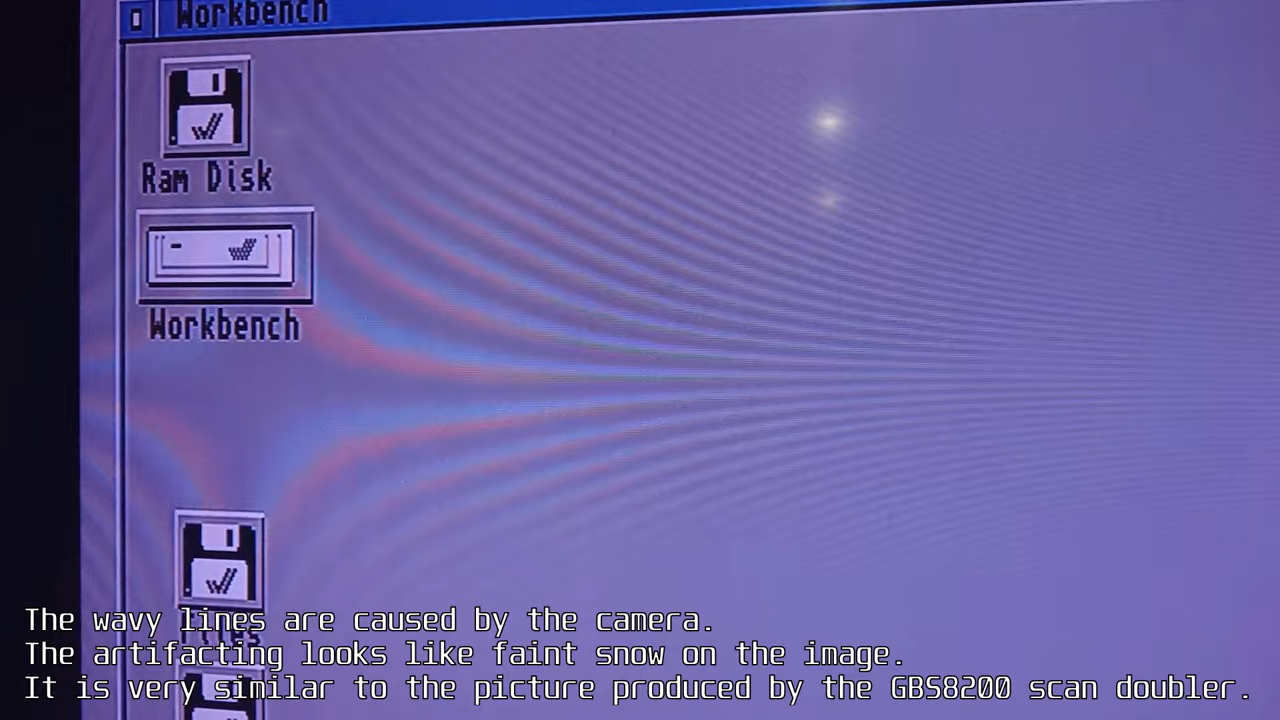 Workbench
Ram Disk
Workbench
The wavy lines are caused by the camera.
The artifacting looks like faint snow on the image.
It is very similar to the picture produced by the GBS8200 scan doubler.